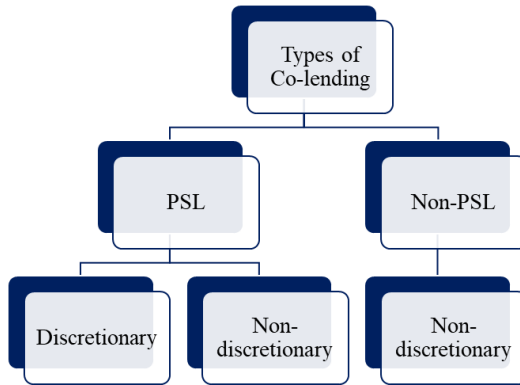 Types of
Co-lending
PSL
Non-PSL
Discretionary
Non-
discretionary
Non-
discretionary